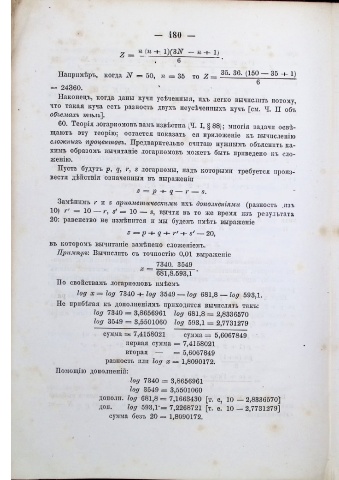 — 480 —
Z = n (n + 1)(3N — n + 1) / 6 .
Напримѣръ, когда N = 50, n = 35 то Z = 35. 36. (150 — 35 + 1) / 6
= 24360.
Наконецъ, когда даны кучи усѣченныя, ихъ легко вычислить потому,
что такая куча есть разность двухъ неусѣченныхъ кучъ [см. Ч. II объ
объемахъ тѣлъ].
60. Теорія логарифмовъ вамъ извѣстна (Ч. I, § 88); многія задачи освѣ-
щаютъ эту теорію; остается показать ея приложеніе къ вычисленію
сложныхъ процентовъ. Предварительно считаю нужнымъ объяснить ка-
кимъ образомъ вычитаніе логарифмовъ можетъ быть приведено къ сло-
женію.
Пусть будутъ p, q, r, s логарифмы, надъ которыми требуется произ-
вести дѣйствія означенныя въ выраженіи
z = p + q — r — s.
Замѣнимъ r и s арифметическими ихъ дополненіями (разность ихъ
10) r' = 10 — r, s' = 10 — s, вычтя въ то же время изъ результата
20: равенство не измѣнится и мы будемъ имѣть выраженіе
z = p + q + r' + s' — 20,
въ которомъ вычитаніе замѣнено сложеніемъ.
Примѣръ: Вычислить съ точностію 0,01 выраженіе
x = 7340. 3549 / 681,8.593,1 .
По свойствамъ логарифмовъ имѣемъ
log x = log 7340 + log 3549 — log 681,8 — log 593,1.
Не прибѣгая къ дополненіямъ приходится вычислять такъ:
log 7340 = 3,8656961 log 681,8 = 2,8336570
log 3549 = 3,5501060 log 593,1 = 2,7731279
сумма = 7,4158021 сумма = 5,6067849
первая сумма = 7,4158021
вторая — = 5,6067849
разность или log x = 1,8090172.
Помощію дополненій:
log 7340 = 3,8656961
log 3549 = 3,5501060
дополн. log 681,8 = 7,1663430 [т. е. 10 — 2,8336570]
доп. log 593,1 = 7,2268721 [т. е. 10 — 2,7731279]
сумма безъ 20 = 1,8090172.